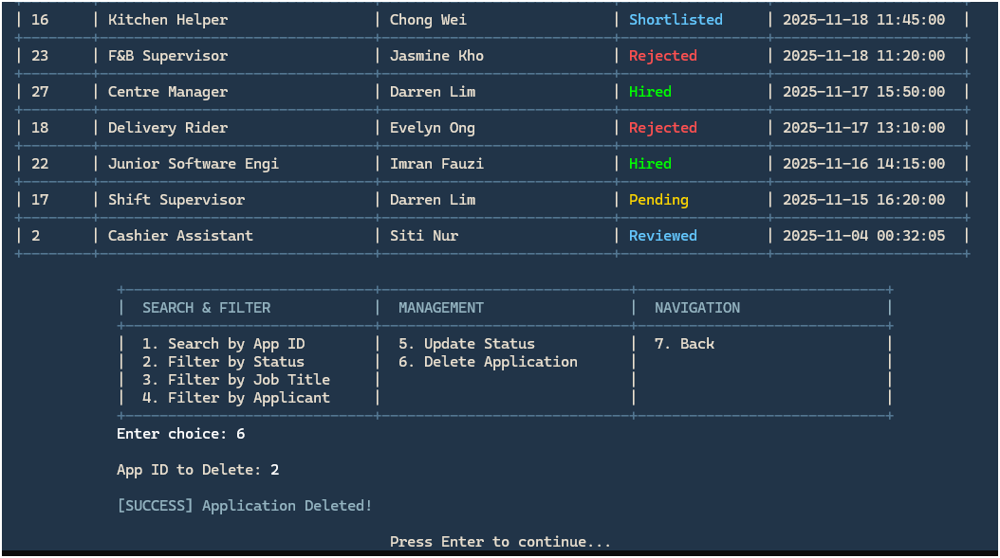 | 16 | Kitchen Helper | Chong Wei | Shortlisted | 2025-11-18 11:45:00 |
| 23 | F&B Supervisor | Jasmine Kho | Rejected | 2025-11-18 11:20:00 |
| 27 | Centre Manager | Darren Lim | Hired | 2025-11-17 15:50:00 |
| 18 | Delivery Rider | Evelyn Ong | Rejected | 2025-11-17 13:10:00 |
| 22 | Junior Software Engi | Imran Fauzi | Hired | 2025-11-16 14:15:00 |
| 17 | Shift Supervisor | Darren Lim | Pending | 2025-11-15 16:20:00 |
| 2 | Cashier Assistant | Siti Nur | Reviewed | 2025-11-04 00:32:05 |
| SEARCH & FILTER | MANAGEMENT | NAVIGATION |
| 1. Search by App ID | 5. Update Status | 7. Back |
| 2. Filter by Status | 6. Delete Application | |
| 3. Filter by Job Title | | |
| 4. Filter by Applicant | | |
Enter choice: 6
App ID to Delete: 2
[SUCCESS] Application Deleted!
Press Enter to continue...